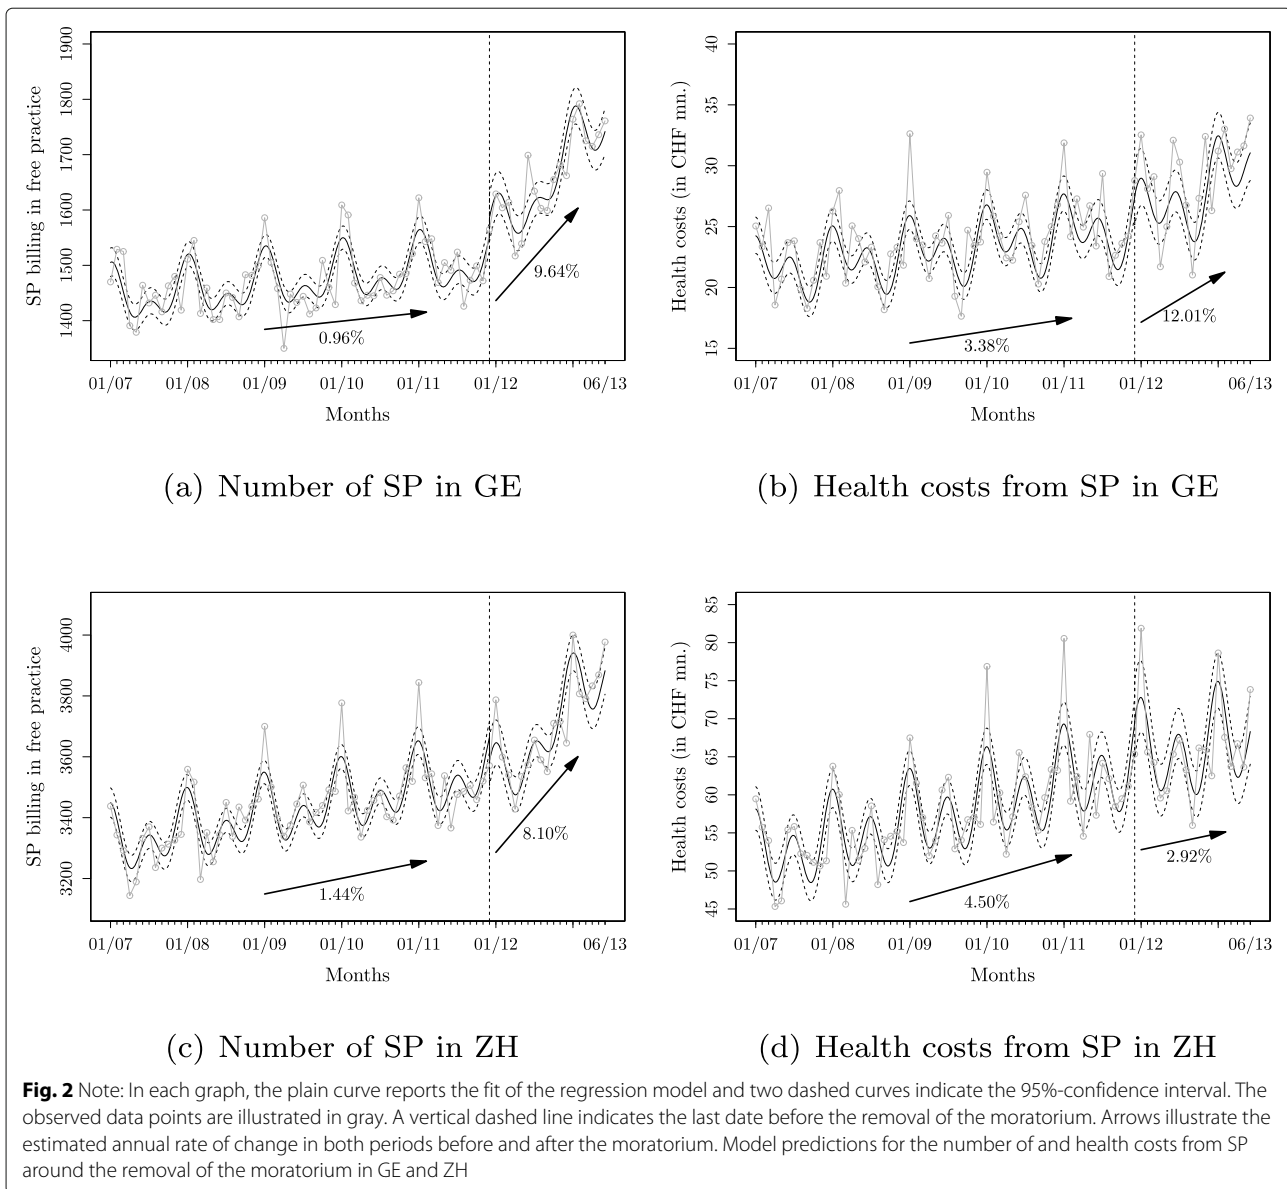 1900
1800
1700
1600
1500
1400
SP billing in free practice
0.96%
9.64%
01/07 01/08 01/09 01/10 01/11 01/12 06/13
Months
(a) Number of SP in GE
40
35
30
25
20
15
Health costs (in CHF mn.)
3.38%
12.01%
01/07 01/08 01/09 01/10 01/11 01/12 06/13
Months
(b) Health costs from SP in GE
4000
3800
3600
3400
3200
SP billing in free practice
1.44%
8.10%
01/07 01/08 01/09 01/10 01/11 01/12 06/13
Months
(c) Number of SP in ZH
85
80
75
70
65
60
55
50
45
Health costs (in CHF mn.)
4.50%
2.92%
01/07 01/08 01/09 01/10 01/11 01/12 06/13
Months
(d) Health costs from SP in ZH
Fig. 2 Note: In each graph, the plain curve reports the fit of the regression model and two dashed curves indicate the 95%-confidence interval. The
observed data points are illustrated in gray. A vertical dashed line indicates the last date before the removal of the moratorium. Arrows illustrate the
estimated annual rate of change in both periods before and after the moratorium. Model predictions for the number of and health costs from SP
around the removal of the moratorium in GE and ZH